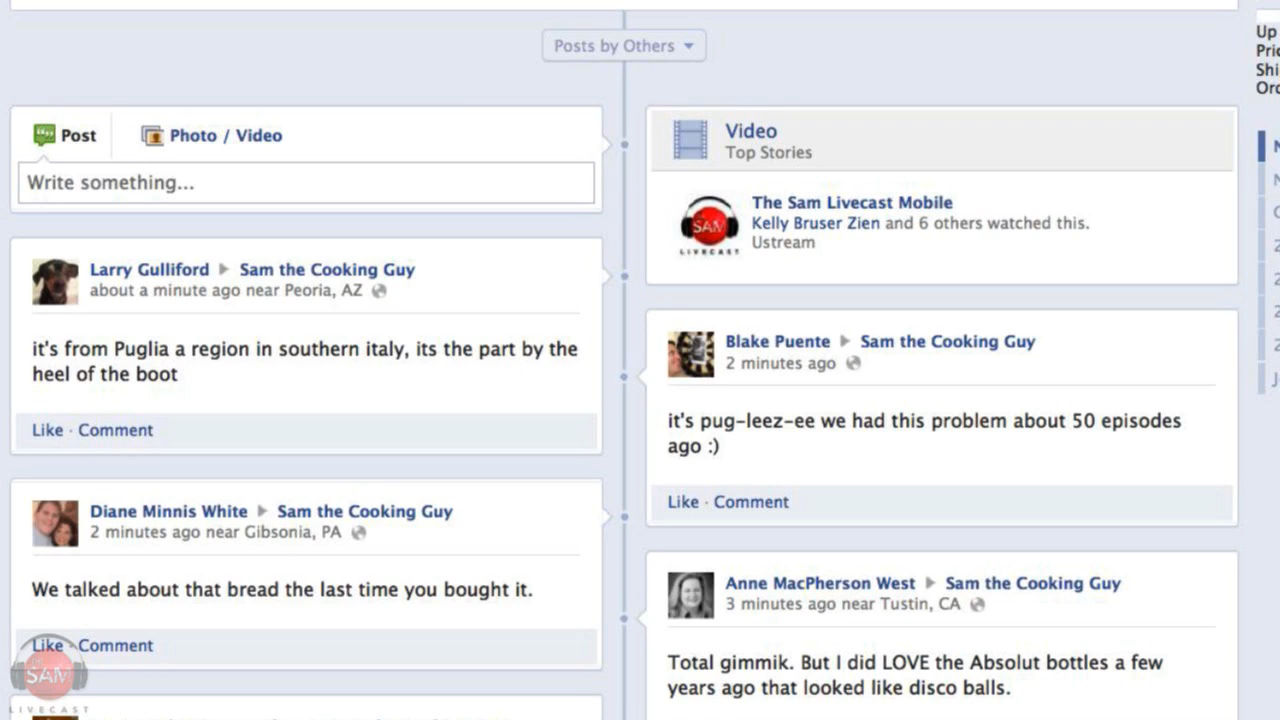 Posts by Others
Post
Photo / Video
Write something...
Larry Gulliford Sam the Cooking Guy
about a minute ago near Peoria, AZ
it's from Puglia a region in southern italy, its the part by the
heel of the boot
Like · Comment
Diane Minnis White Sam the Cooking Guy
2 minutes ago near Gibsonia, PA
We talked about that bread the last time you bought it.
Like · Comment
SAM
LIVECAST
Video
Top Stories
SAM
LIVECAST
The Sam Livecast Mobile
Kelly Bruser Zien and 6 others watched this.
Ustream
Blake Puente Sam the Cooking Guy
2 minutes ago
it's pug-leez-ee we had this problem about 50 episodes
ago :)
Like · Comment
Anne MacPherson West Sam the Cooking Guy
3 minutes ago near Tustin, CA
Total gimmik. But I did LOVE the Absolut bottles a few
years ago that looked like disco balls.
Up